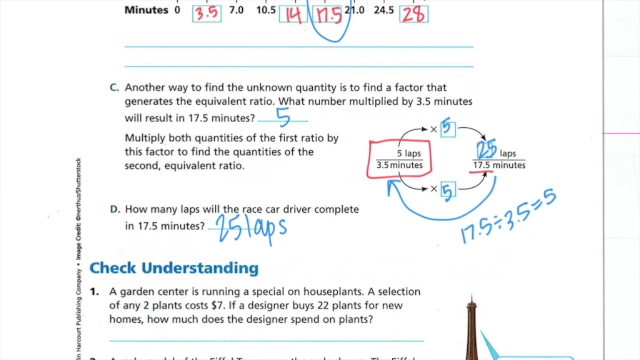 Minutes 0 3.5 7.0 10.5 14 17.5 21.0 24.5 28
C. Another way to find the unknown quantity is to find a factor that
generates the equivalent ratio. What number multiplied by 3.5 minutes
will result in 17.5 minutes? 5
Multiply both quantities of the first ratio by
this factor to find the quantities of the
second, equivalent ratio.
× 5
5 laps
3.5 minutes
25 laps
17.5 minutes
× 5
17.5÷3.5=5
D. How many laps will the race car driver complete
in 17.5 minutes? 25 laps
Check Understanding
1. A garden center is running a special on houseplants. A selection
of any 2 plants costs $7. If a designer buys 22 plants for new
homes, how much does the designer spend on plants?
in Harcourt Publishing Company • Image Credit: ©nerthuz/Shutterstock